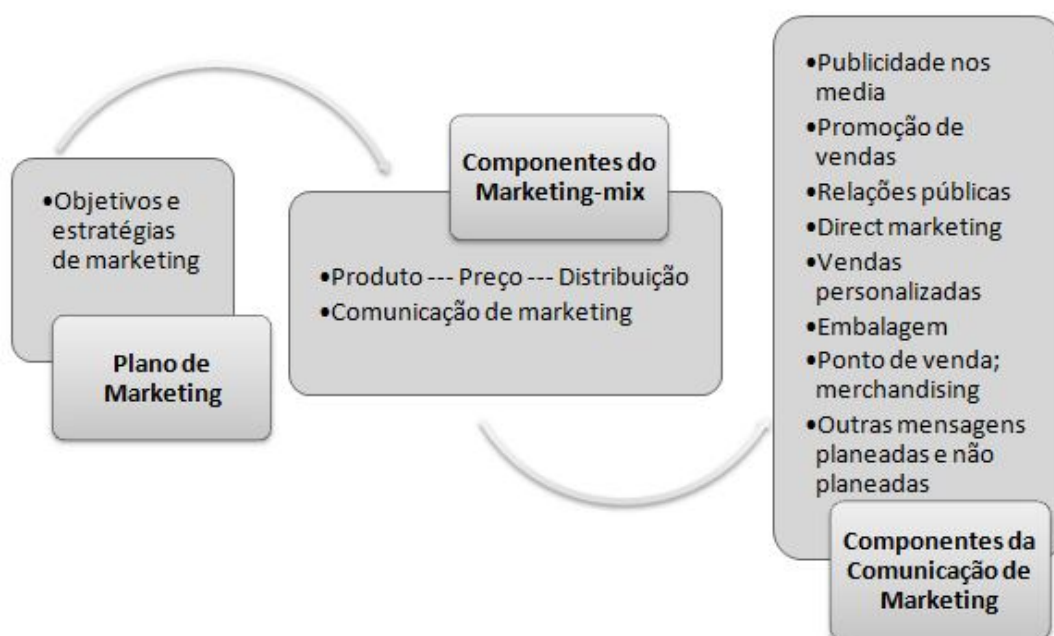 •Objetivos e
estratégias
de marketing
Plano de
Marketing
Componentes do
Marketing-mix
•Produto --- Preço --- Distribuição
•Comunicação de marketing
•Publicidade nos
media
•Promoção de
vendas
•Relações públicas
•Direct marketing
•Vendas
personalizadas
•Embalagem
•Ponto de venda;
merchandising
•Outras mensagens
planeadas e não
planeadas
Componentes da
Comunicação de
Marketing